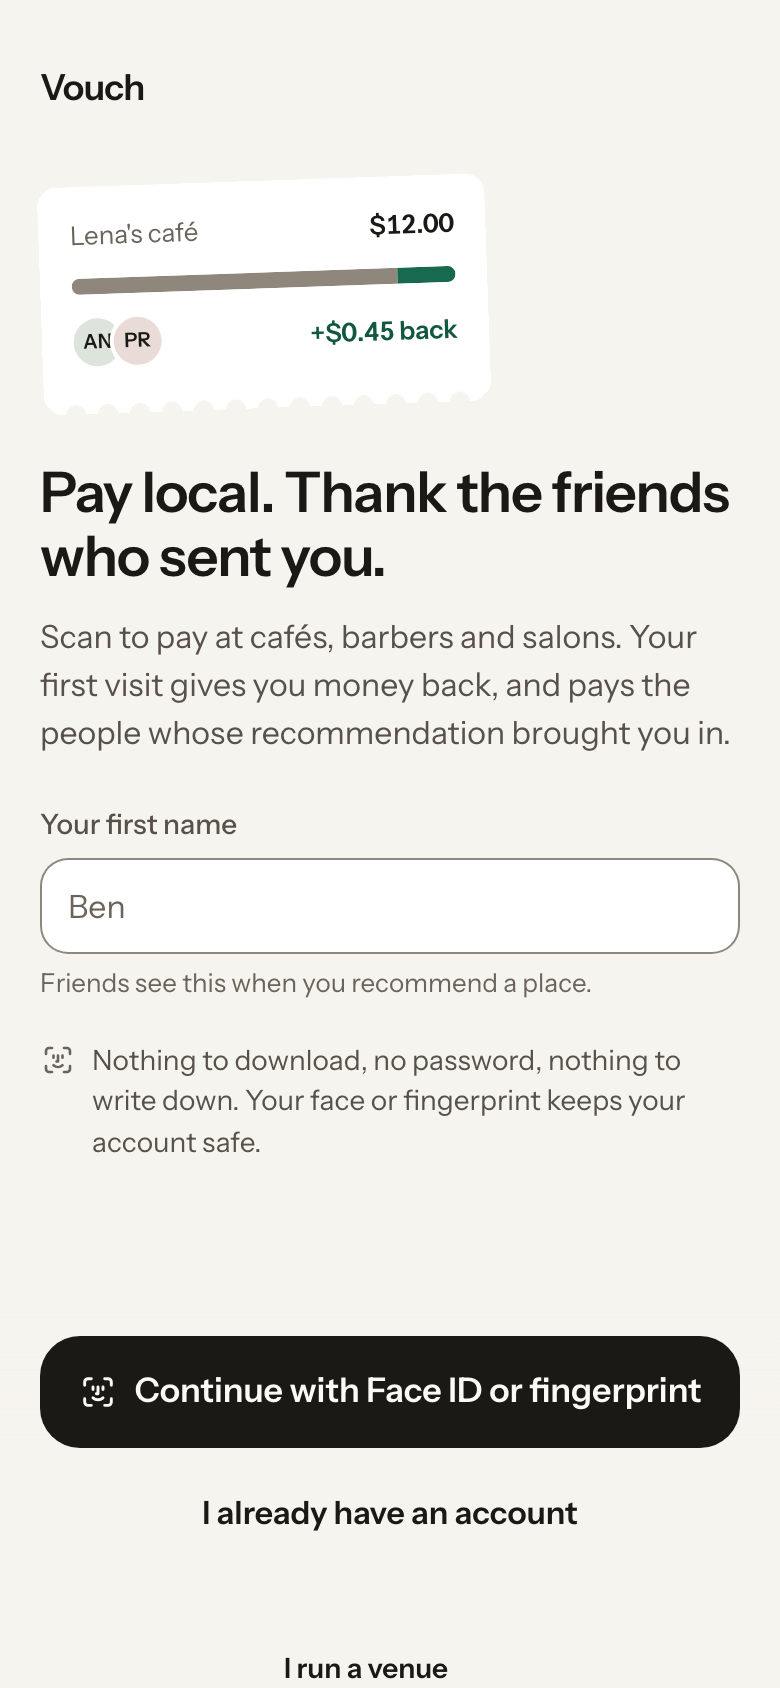 Vouch
Lena's café
$12.00
AN
PR
+$0.45 back
Pay local. Thank the friends
who sent you.
Scan to pay at cafés, barbers and salons. Your
first visit gives you money back, and pays the
people whose recommendation brought you in.
Your first name
Ben
Friends see this when you recommend a place.
Nothing to download, no password, nothing to
write down. Your face or fingerprint keeps your
account safe.
Continue with Face ID or fingerprint
I already have an account
I run a venue